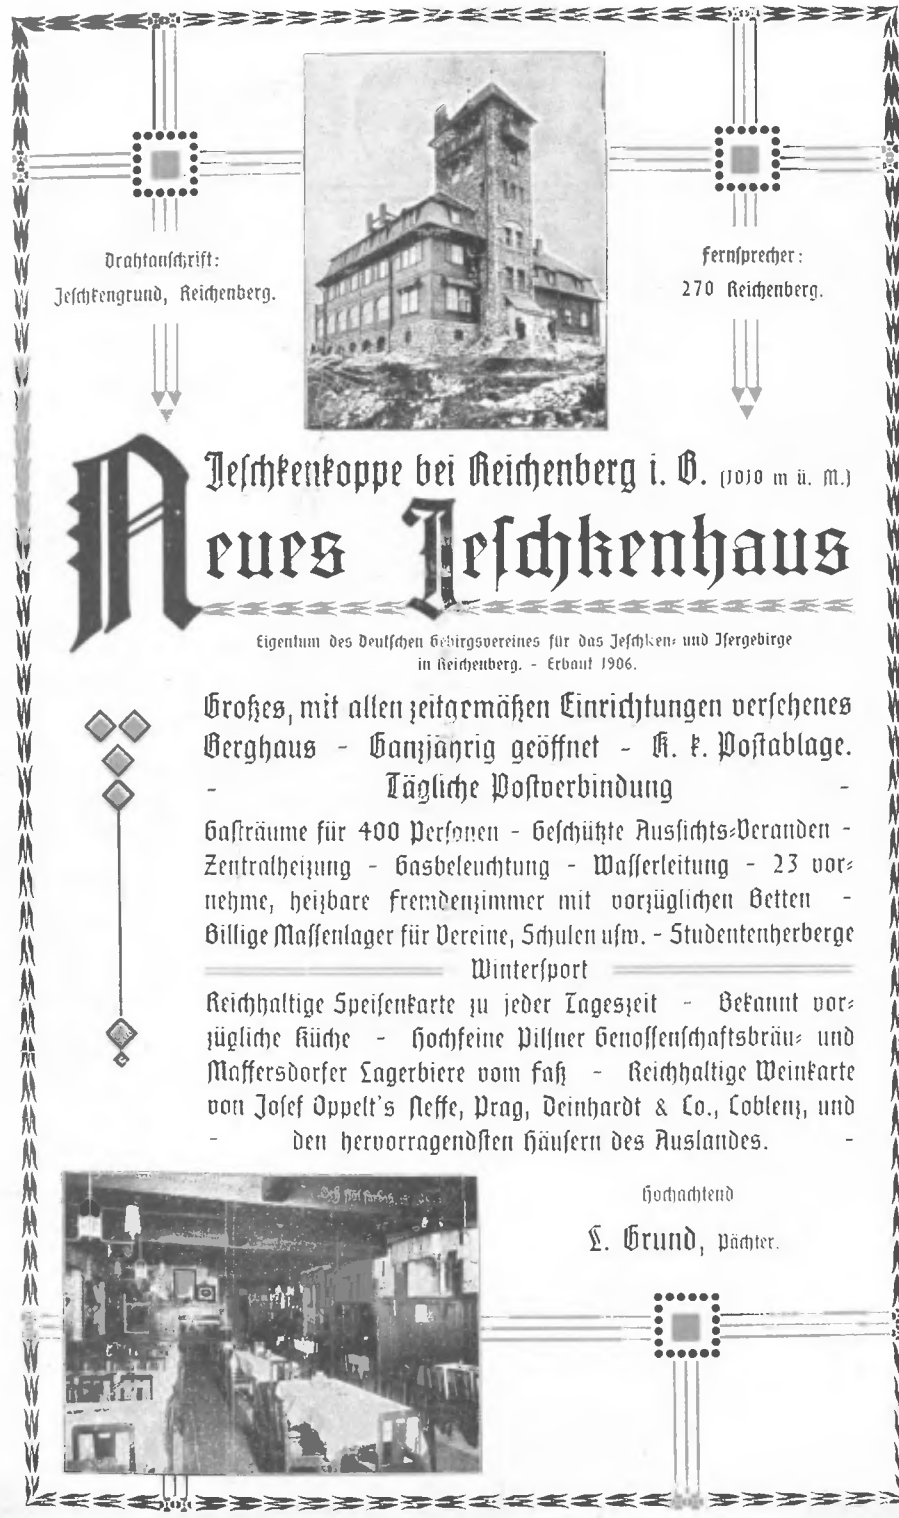 Drahtanschrift:
Jeschkengrund, Reichenberg.
Fernsprecher:
270 Reichenberg.
Jeschkenkoppe bei Reichenberg i. B. (1010 m ü. M.)
Neues Jeschkenhaus
Eigentum des Deutschen Gebirgsvereines für das Jeschken- und Isergebirge
in Reichenberg. - Erbaut 1906.
Großes, mit allen zeitgemäßen Einrichtungen versehenes
Berghaus - Ganzjährig geöffnet - K. k. Postablage.
- Tägliche Postverbindung -
Gasträume für 400 Personen - Geschützte Aussichts-Veranden -
Zentralheizung - Gasbeleuchtung - Wasserleitung - 23 vor-
nehme, heizbare Fremdenzimmer mit vorzüglichen Betten -
Billige Massenlager für Vereine, Schulen usw. - Studentenherberge
Wintersport
Reichhaltige Speisenkarte zu jeder Tageszeit - Bekannt vor-
zügliche Küche - Hochfeine Pilsner Genossenschaftsbräu- und
Maffersdorfer Lagerbiere vom Faß - Reichhaltige Weinkarte
von Josef Oppelt's Neffe, Prag, Deinhardt & Co., Coblenz, und
- den hervorragendsten Häusern des Auslandes. -
Hochachtend
L. Grund, Pächter.